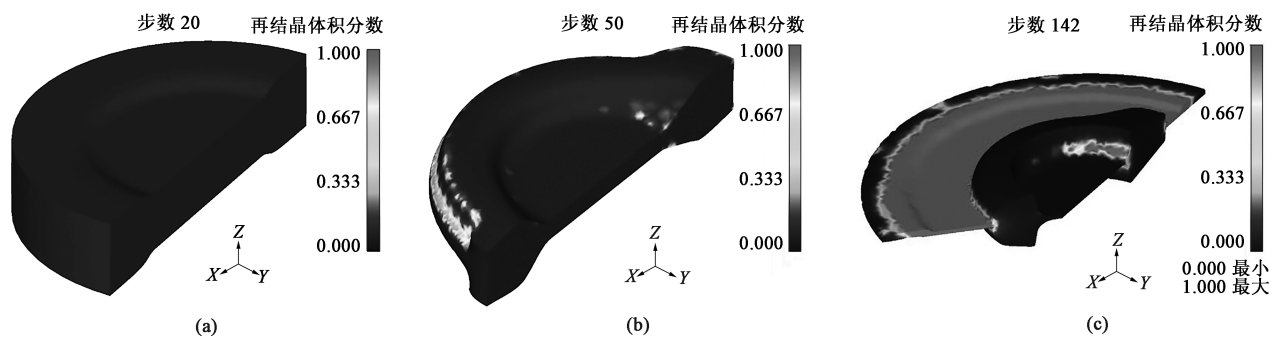 步数 20
再结晶体积分数
1.000
0.667
0.333
0.000
Z
X
Y
(a)
步数 50
再结晶体积分数
1.000
0.667
0.333
0.000
Z
X
Y
(b)
步数 142
再结晶体积分数
1.000
0.667
0.333
0.000
0.000 最小
1.000 最大
Z
X
Y
(c)